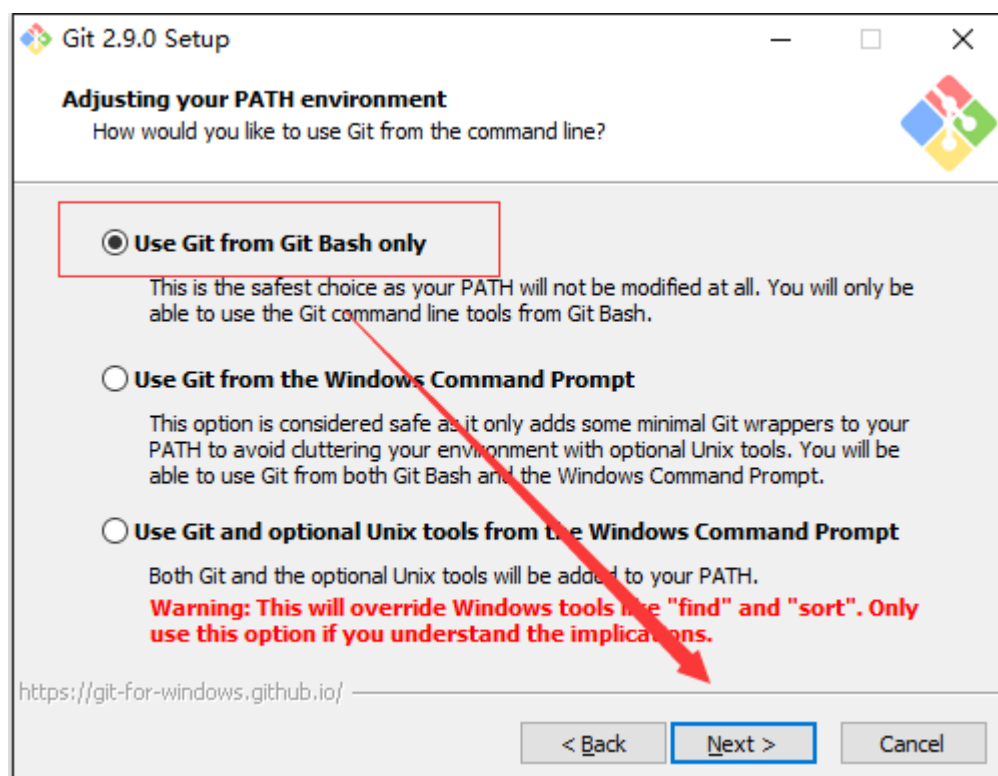 Git 2.9.0 Setup
Adjusting your PATH environment
How would you like to use Git from the command line?
Use Git from Git Bash only
This is the safest choice as your PATH will not be modified at all. You will only be
able to use the Git command line tools from Git Bash.
Use Git from the Windows Command Prompt
This option is considered safe as it only adds some minimal Git wrappers to your
PATH to avoid cluttering your environment with optional Unix tools. You will be
able to use Git from both Git Bash and the Windows Command Prompt.
Use Git and optional Unix tools from the Windows Command Prompt
Both Git and the optional Unix tools will be added to your PATH.
Warning: This will override Windows tools like "find" and "sort". Only
use this option if you understand the implications.
https://git-for-windows.github.io/
< Back Next > Cancel